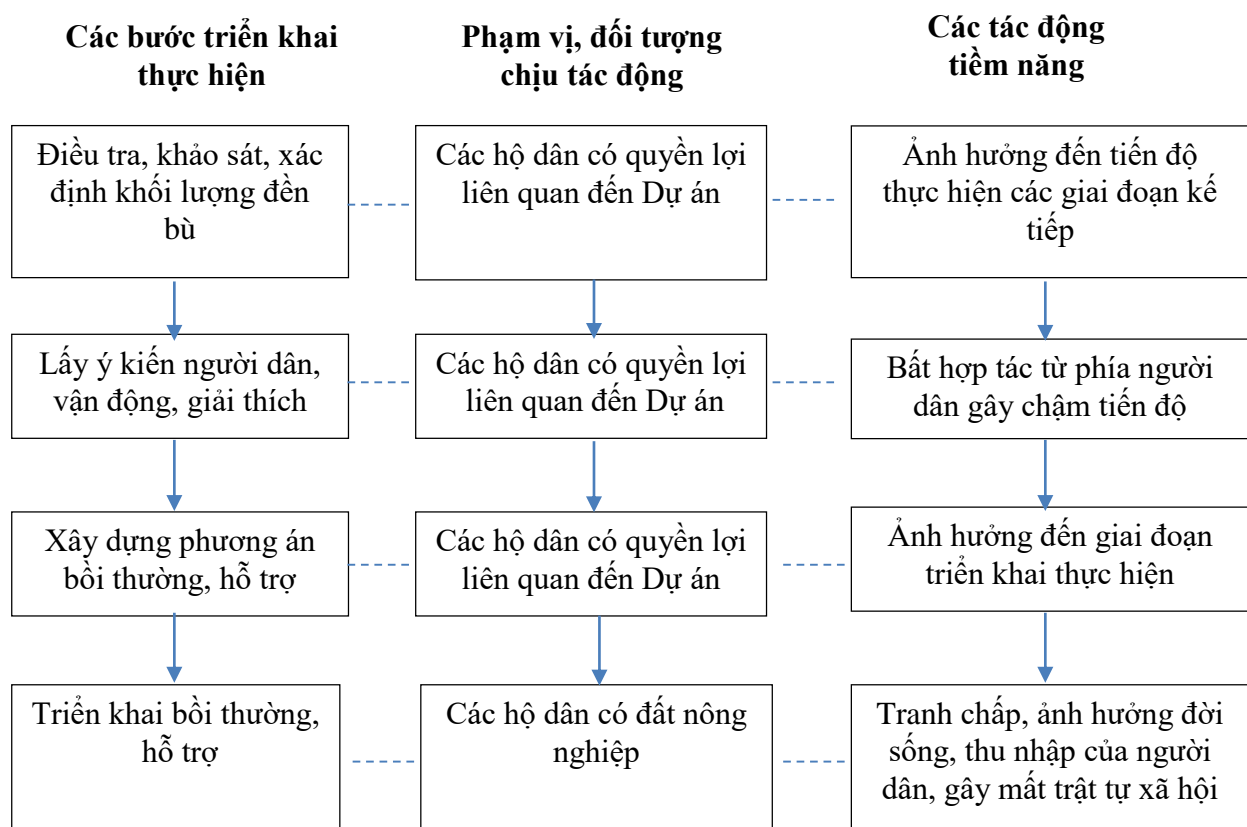 Các bước triển khai
thực hiện
Phạm vị, đối tượng
chịu tác động
Các tác động
tiềm năng
Điều tra, khảo sát, xác
định khối lượng đền
bù
Các hộ dân có quyền lợi
liên quan đến Dự án
Ảnh hưởng đến tiến độ
thực hiện các giai đoạn kế
tiếp
Lấy ý kiến người dân,
vận động, giải thích
Các hộ dân có quyền lợi
liên quan đến Dự án
Bất hợp tác từ phía người
dân gây chậm tiến độ
Xây dựng phương án
bồi thường, hỗ trợ
Các hộ dân có quyền lợi
liên quan đến Dự án
Ảnh hưởng đến giai đoạn
triển khai thực hiện
Triển khai bồi thường,
hỗ trợ
Các hộ dân có đất nông
nghiệp
Tranh chấp, ảnh hưởng đời
sống, thu nhập của người
dân, gây mất trật tự xã hội